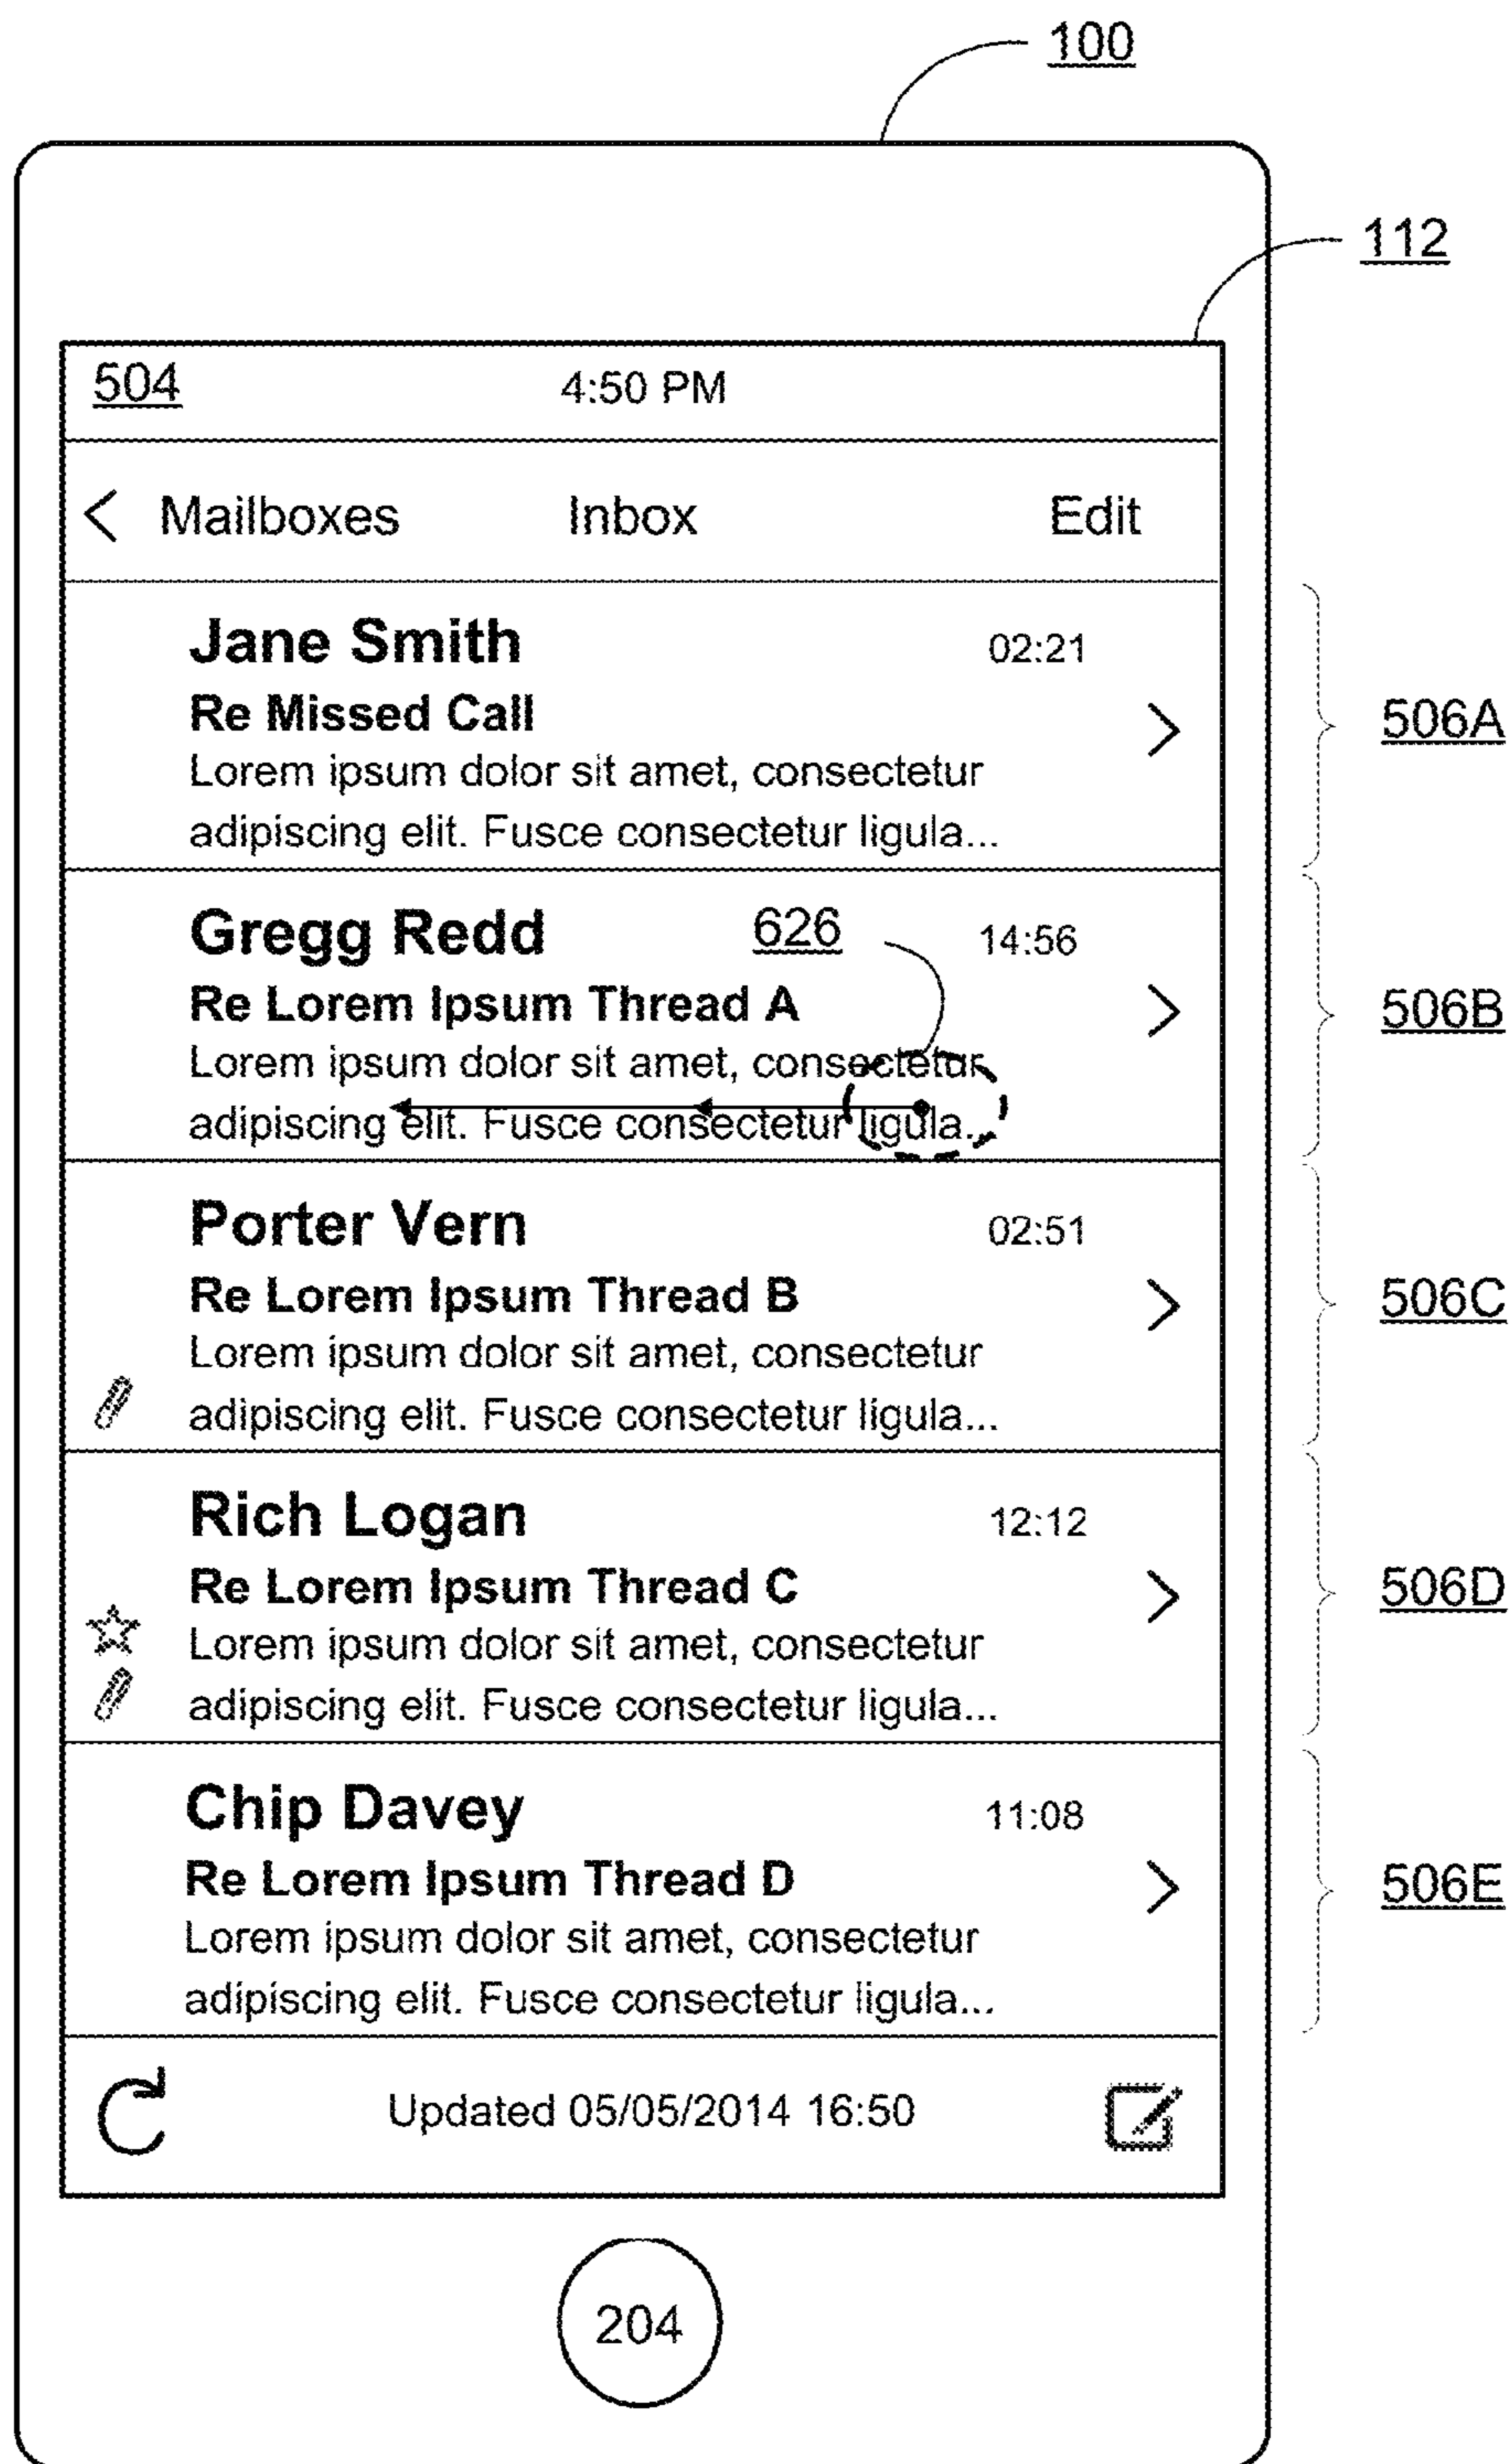 100
112
504 4:50 PM
< Mailboxes Inbox Edit
Jane Smith 02:21
Re Missed Call >
506A
Lorem ipsum dolor sit amet, consectetur
adipiscing elit. Fusce consectetur ligula...
Gregg Redd 626 14:56
Re Lorem Ipsum Thread A >
506B
Lorem ipsum dolor sit amet, consectetur
adipiscing elit. Fusce consectetur ligula...
Porter Vern 02:51
Re Lorem Ipsum Thread B >
506C
Lorem ipsum dolor sit amet, consectetur
adipiscing elit. Fusce consectetur ligula...
Rich Logan 12:12
Re Lorem Ipsum Thread C >
506D
Lorem ipsum dolor sit amet, consectetur
adipiscing elit. Fusce consectetur ligula...
Chip Davey 11:08
Re Lorem Ipsum Thread D >
506E
Lorem ipsum dolor sit amet, consectetur
adipiscing elit. Fusce consectetur ligula...
Updated 05/05/2014 16:50
204